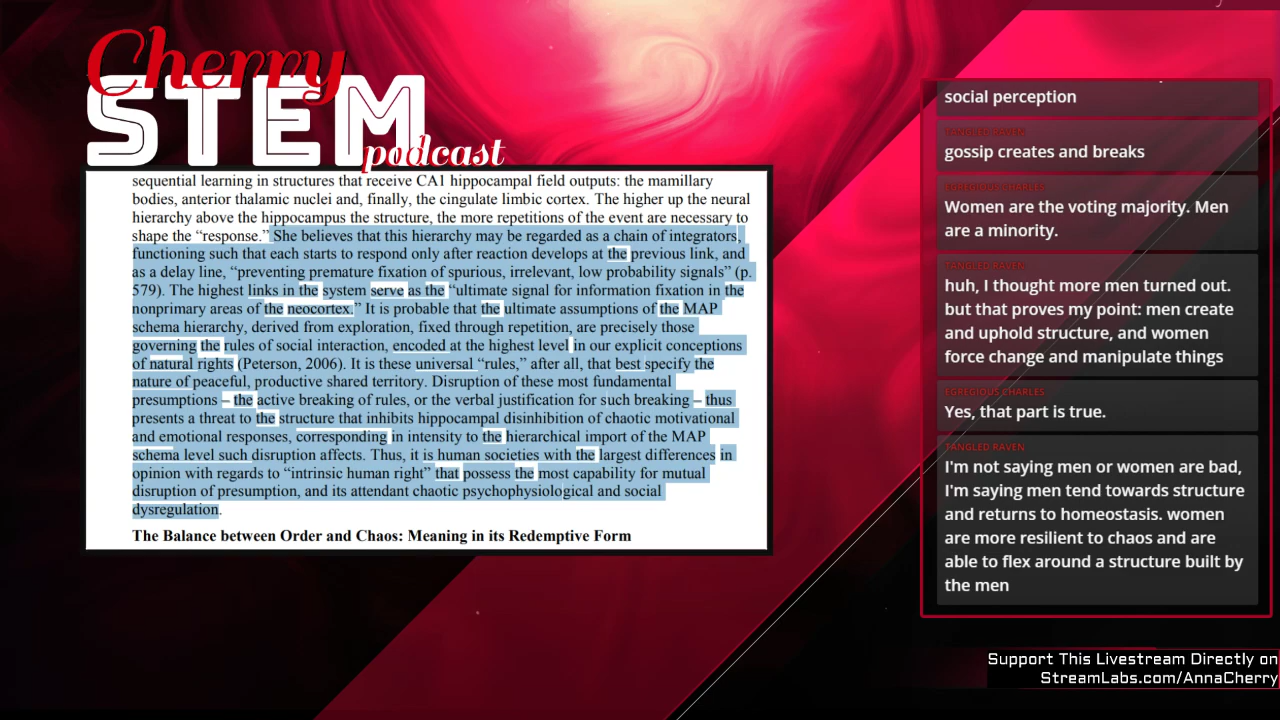 Cherry
STEM
podcast
sequential learning in structures that receive CA1 hippocampal field outputs: the mamillary
bodies, anterior thalamic nuclei and, finally, the cingulate limbic cortex. The higher up the neural
hierarchy above the hippocampus the structure, the more repetitions of the event are necessary to
shape the “response.” She believes that this hierarchy may be regarded as a chain of integrators,
functioning such that each starts to respond only after reaction develops at the previous link, and
as a delay line, “preventing premature fixation of spurious, irrelevant, low probability signals” (p.
579). The highest links in the system serve as the “ultimate signal for information fixation in the
nonprimary areas of the neocortex.” It is probable that the ultimate assumptions of the MAP
schema hierarchy, derived from exploration, fixed through repetition, are precisely those
governing the rules of social interaction, encoded at the highest level in our explicit conceptions
of natural rights (Peterson, 2006). It is these universal “rules,” after all, that best specify the
nature of peaceful, productive shared territory. Disruption of these most fundamental
presumptions – the active breaking of rules, or the verbal justification for such breaking – thus
presents a threat to the structure that inhibits hippocampal disinhibition of chaotic motivational
and emotional responses, corresponding in intensity to the hierarchical import of the MAP
schema level such disruption affects. Thus, it is human societies with the largest differences in
opinion with regards to “intrinsic human right” that possess the most capability for mutual
disruption of presumption, and its attendant chaotic psychophysiological and social
dysregulation.
The Balance between Order and Chaos: Meaning in its Redemptive Form
social perception
TANGLED RAVEN
gossip creates and breaks
EGREGIOUS CHARLES
Women are the voting majority. Men
are a minority.
TANGLED RAVEN
huh, I thought more men turned out.
but that proves my point: men create
and uphold structure, and women
force change and manipulate things
EGREGIOUS CHARLES
Yes, that part is true.
TANGLED RAVEN
I'm not saying men or women are bad,
I'm saying men tend towards structure
and returns to homeostasis. women
are more resilient to chaos and are
able to flex around a structure built by
the men
Support This Livestream Directly on
StreamLabs.com/AnnaCherry